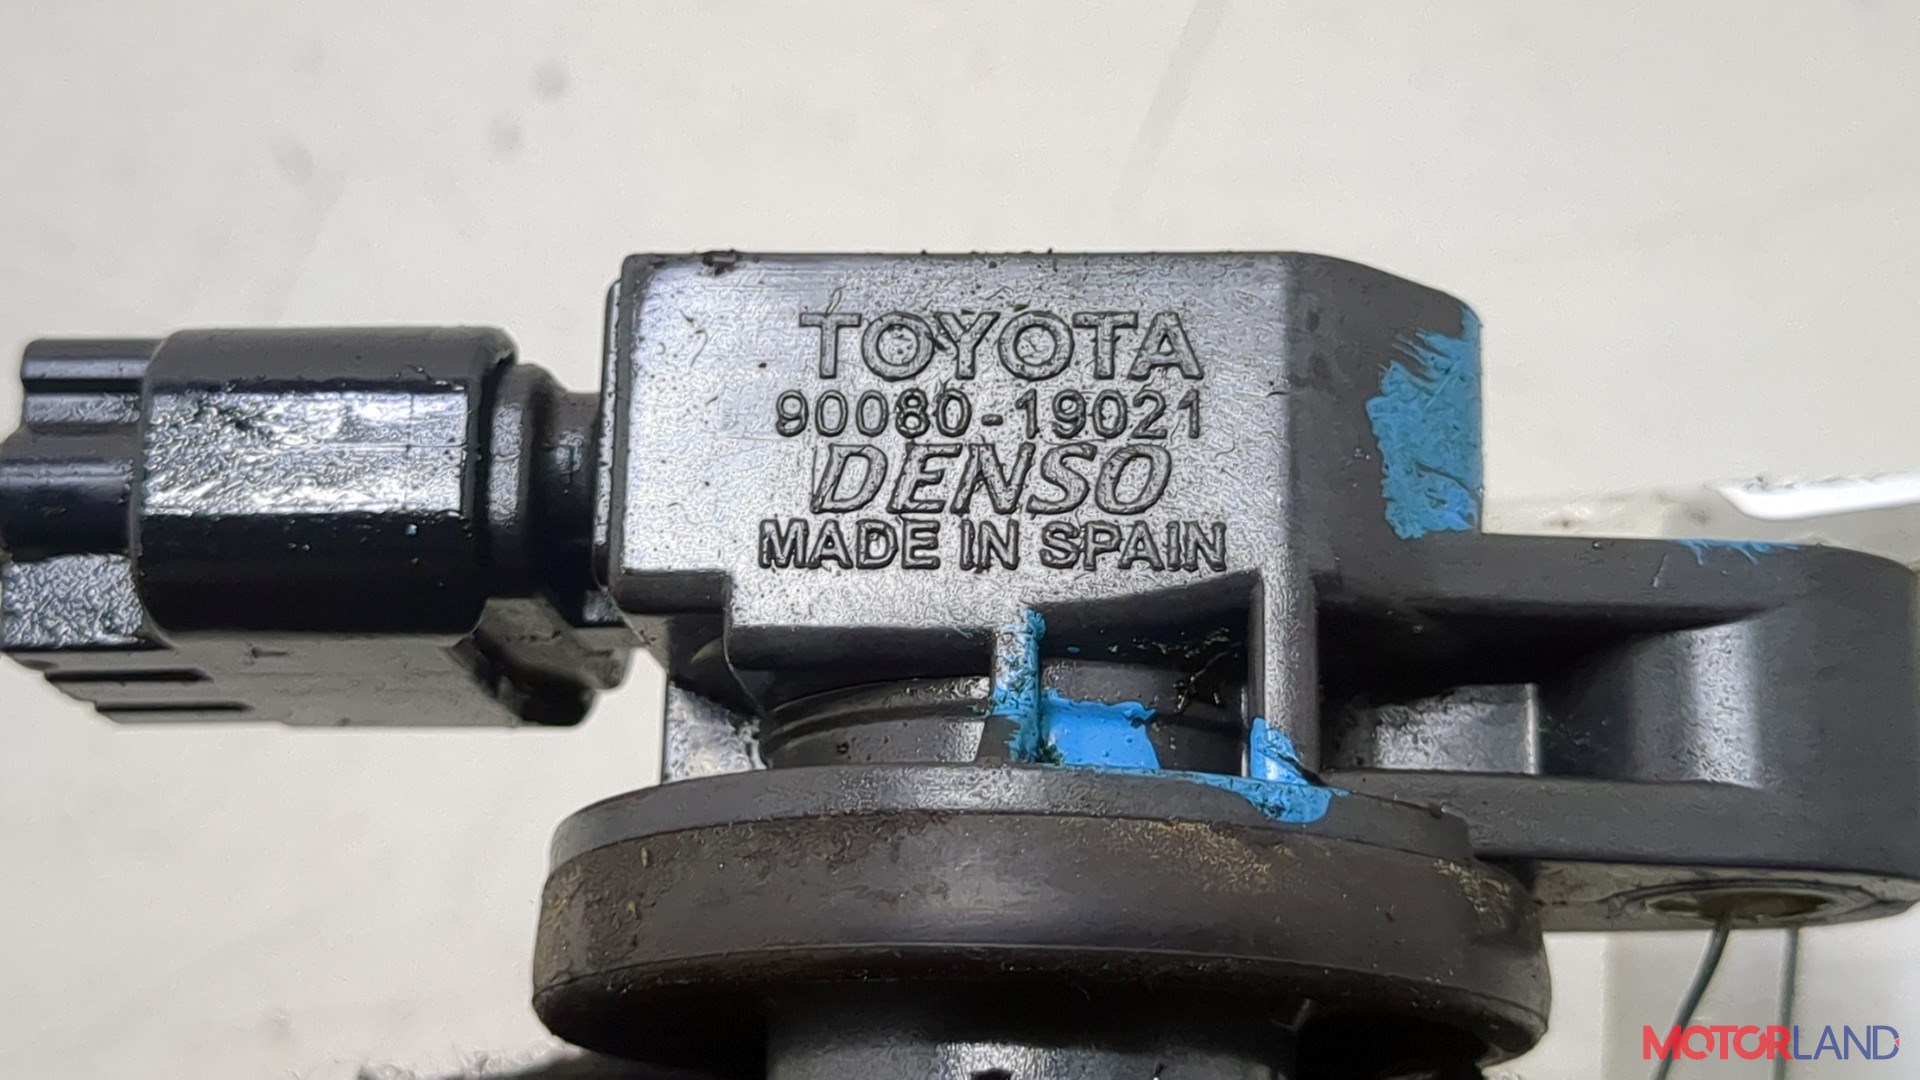 TOYOTA
90080-19021
DENSO
MADE IN SPAIN
MOTORLAND